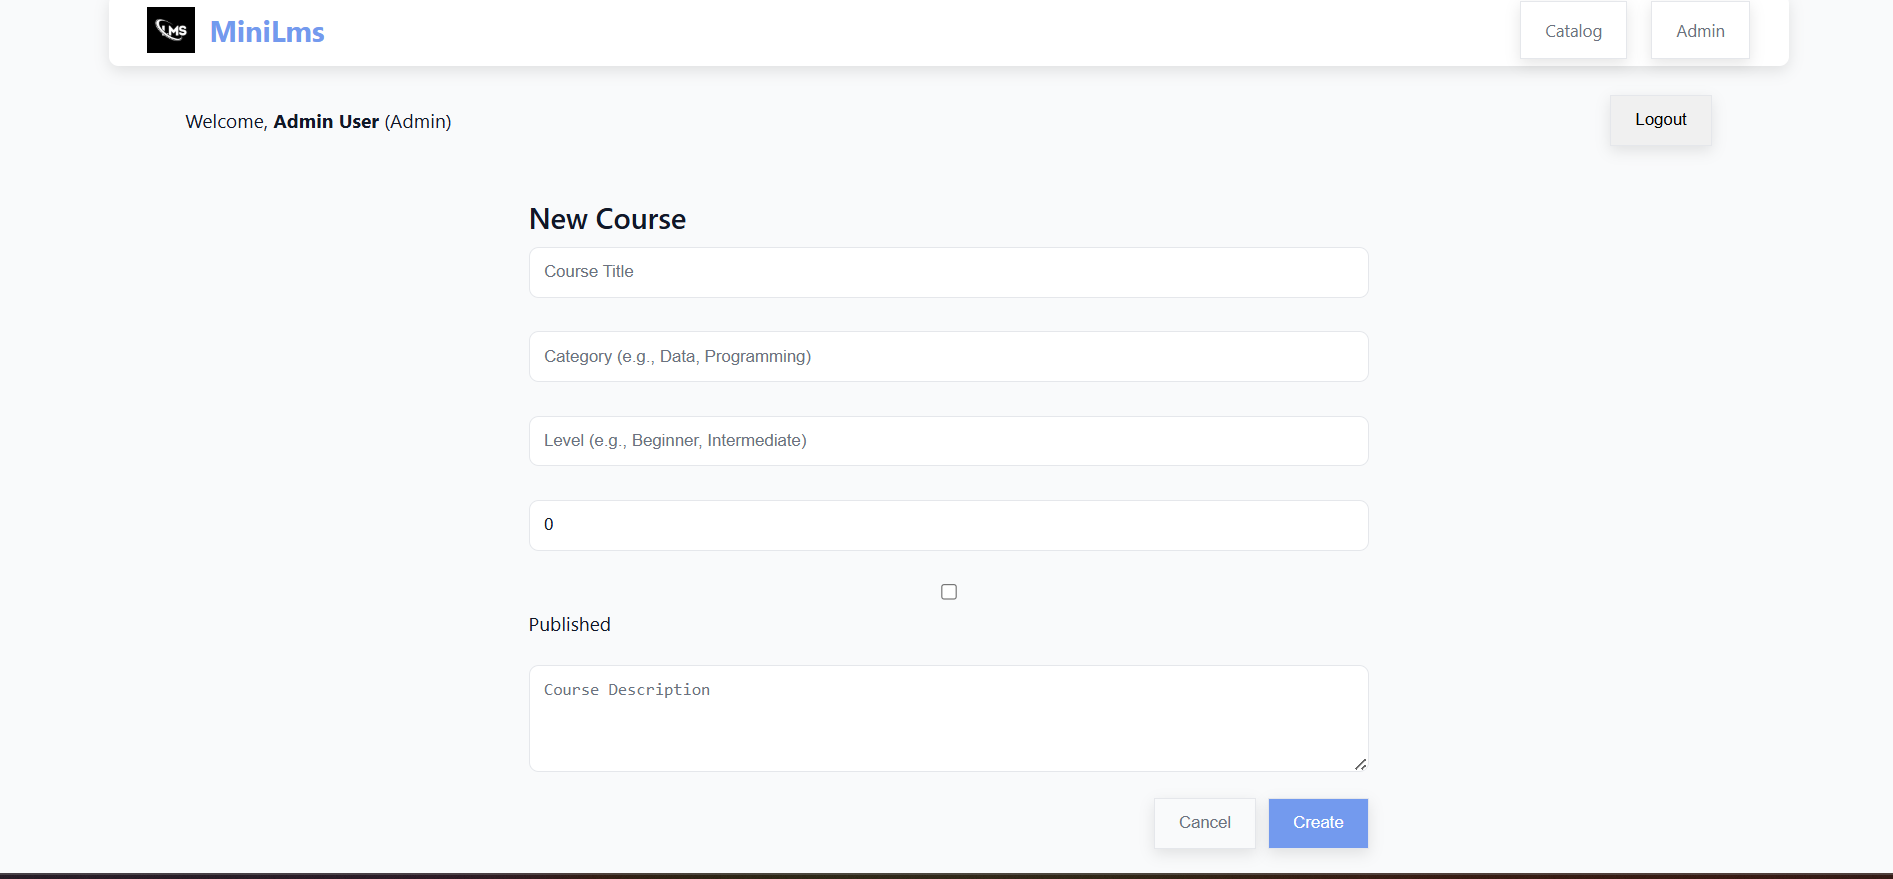 LMS MiniLms Catalog Admin
Welcome, Admin User (Admin) Logout
New Course
Course Title
Category (e.g., Data, Programming)
Level (e.g., Beginner, Intermediate)
0
Published
Course Description
Cancel Create